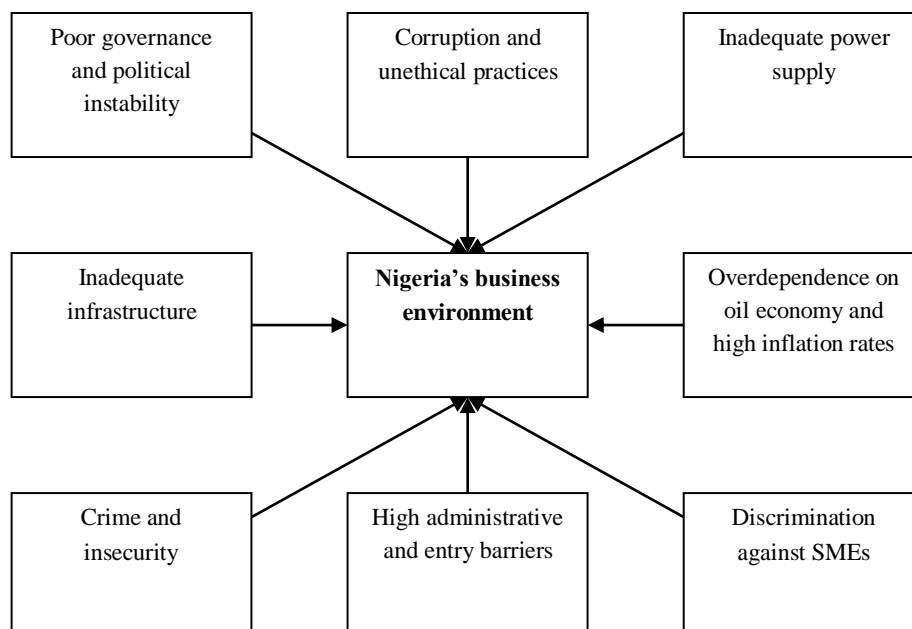 Poor governance
and political
instability
Corruption and
unethical practices
Inadequate power
supply
Inadequate
infrastructure
Nigeria’s business
environment
Overdependence on
oil economy and
high inflation rates
Crime and
insecurity
High administrative
and entry barriers
Discrimination
against SMEs